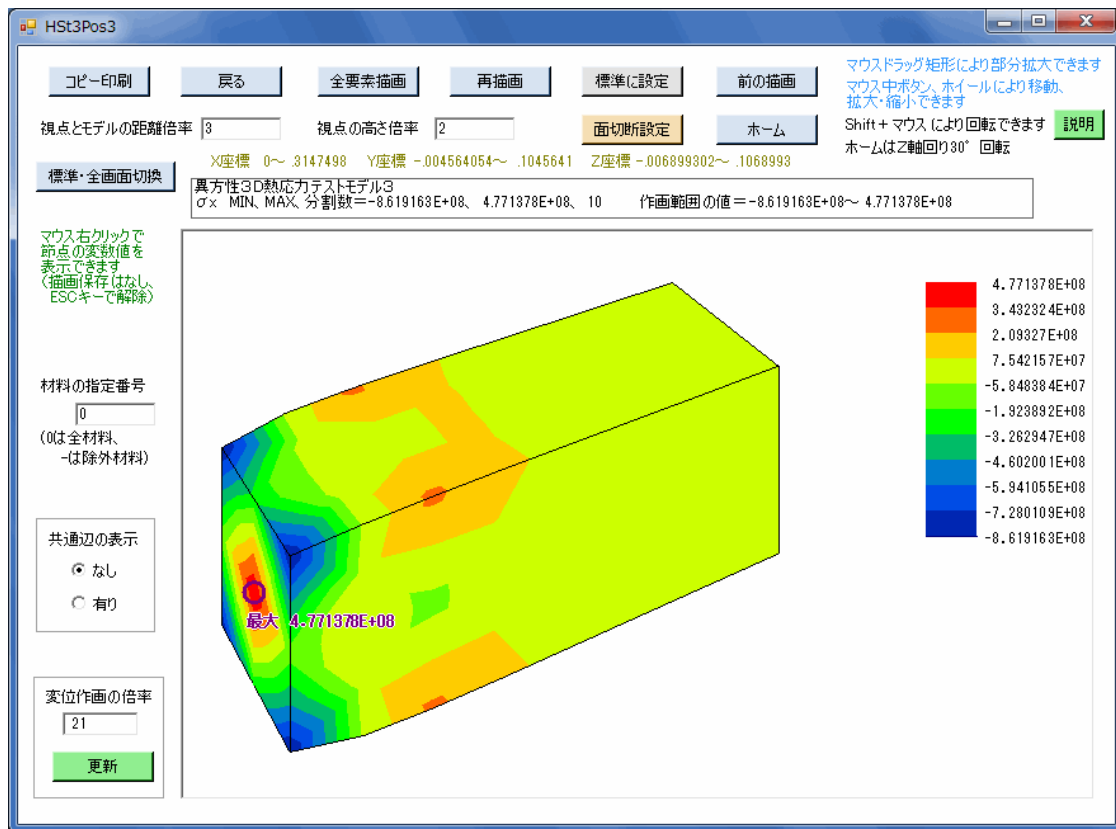 HSt3Pos3
コピー印刷
戻る
全要素描画
再描画
標準に設定
前の描画
マウスドラッグ矩形により部分拡大できます
マウス中ボタン、ホイールにより移動、
拡大・縮小できます
視点とモデルの距離倍率 3
視点の高さ倍率 2
面切断設定
ホーム
Shift+マウス により回転できます
説明
ホームはZ軸回り30° 回転
X座標 0～ .3147498 Y座標 -.004564054～ .1045641 Z座標 -.006899302～ .1068993
標準・全画面切換
異方性3D熱応力テストモデル3
σx MIN、MAX、分割数=-8.619163E+08、 4.771378E+08、 10 作画範囲の値=-8.619163E+08～ 4.771378E+08
マウス右クリックで
節点の変数値を
表示できます
(描画保存はなし、
ESCキーで解除)
材料の指定番号
0
(0は全材料、
-は除外材料)
共通辺の表示
なし
有り
変位作画の倍率
21
更新
最大 4.771378E+08
4.771378E+08
3.432324E+08
2.09327E+08
7.542157E+07
-5.848384E+07
-1.923892E+08
-3.262947E+08
-4.602001E+08
-5.941055E+08
-7.280109E+08
-8.619163E+08